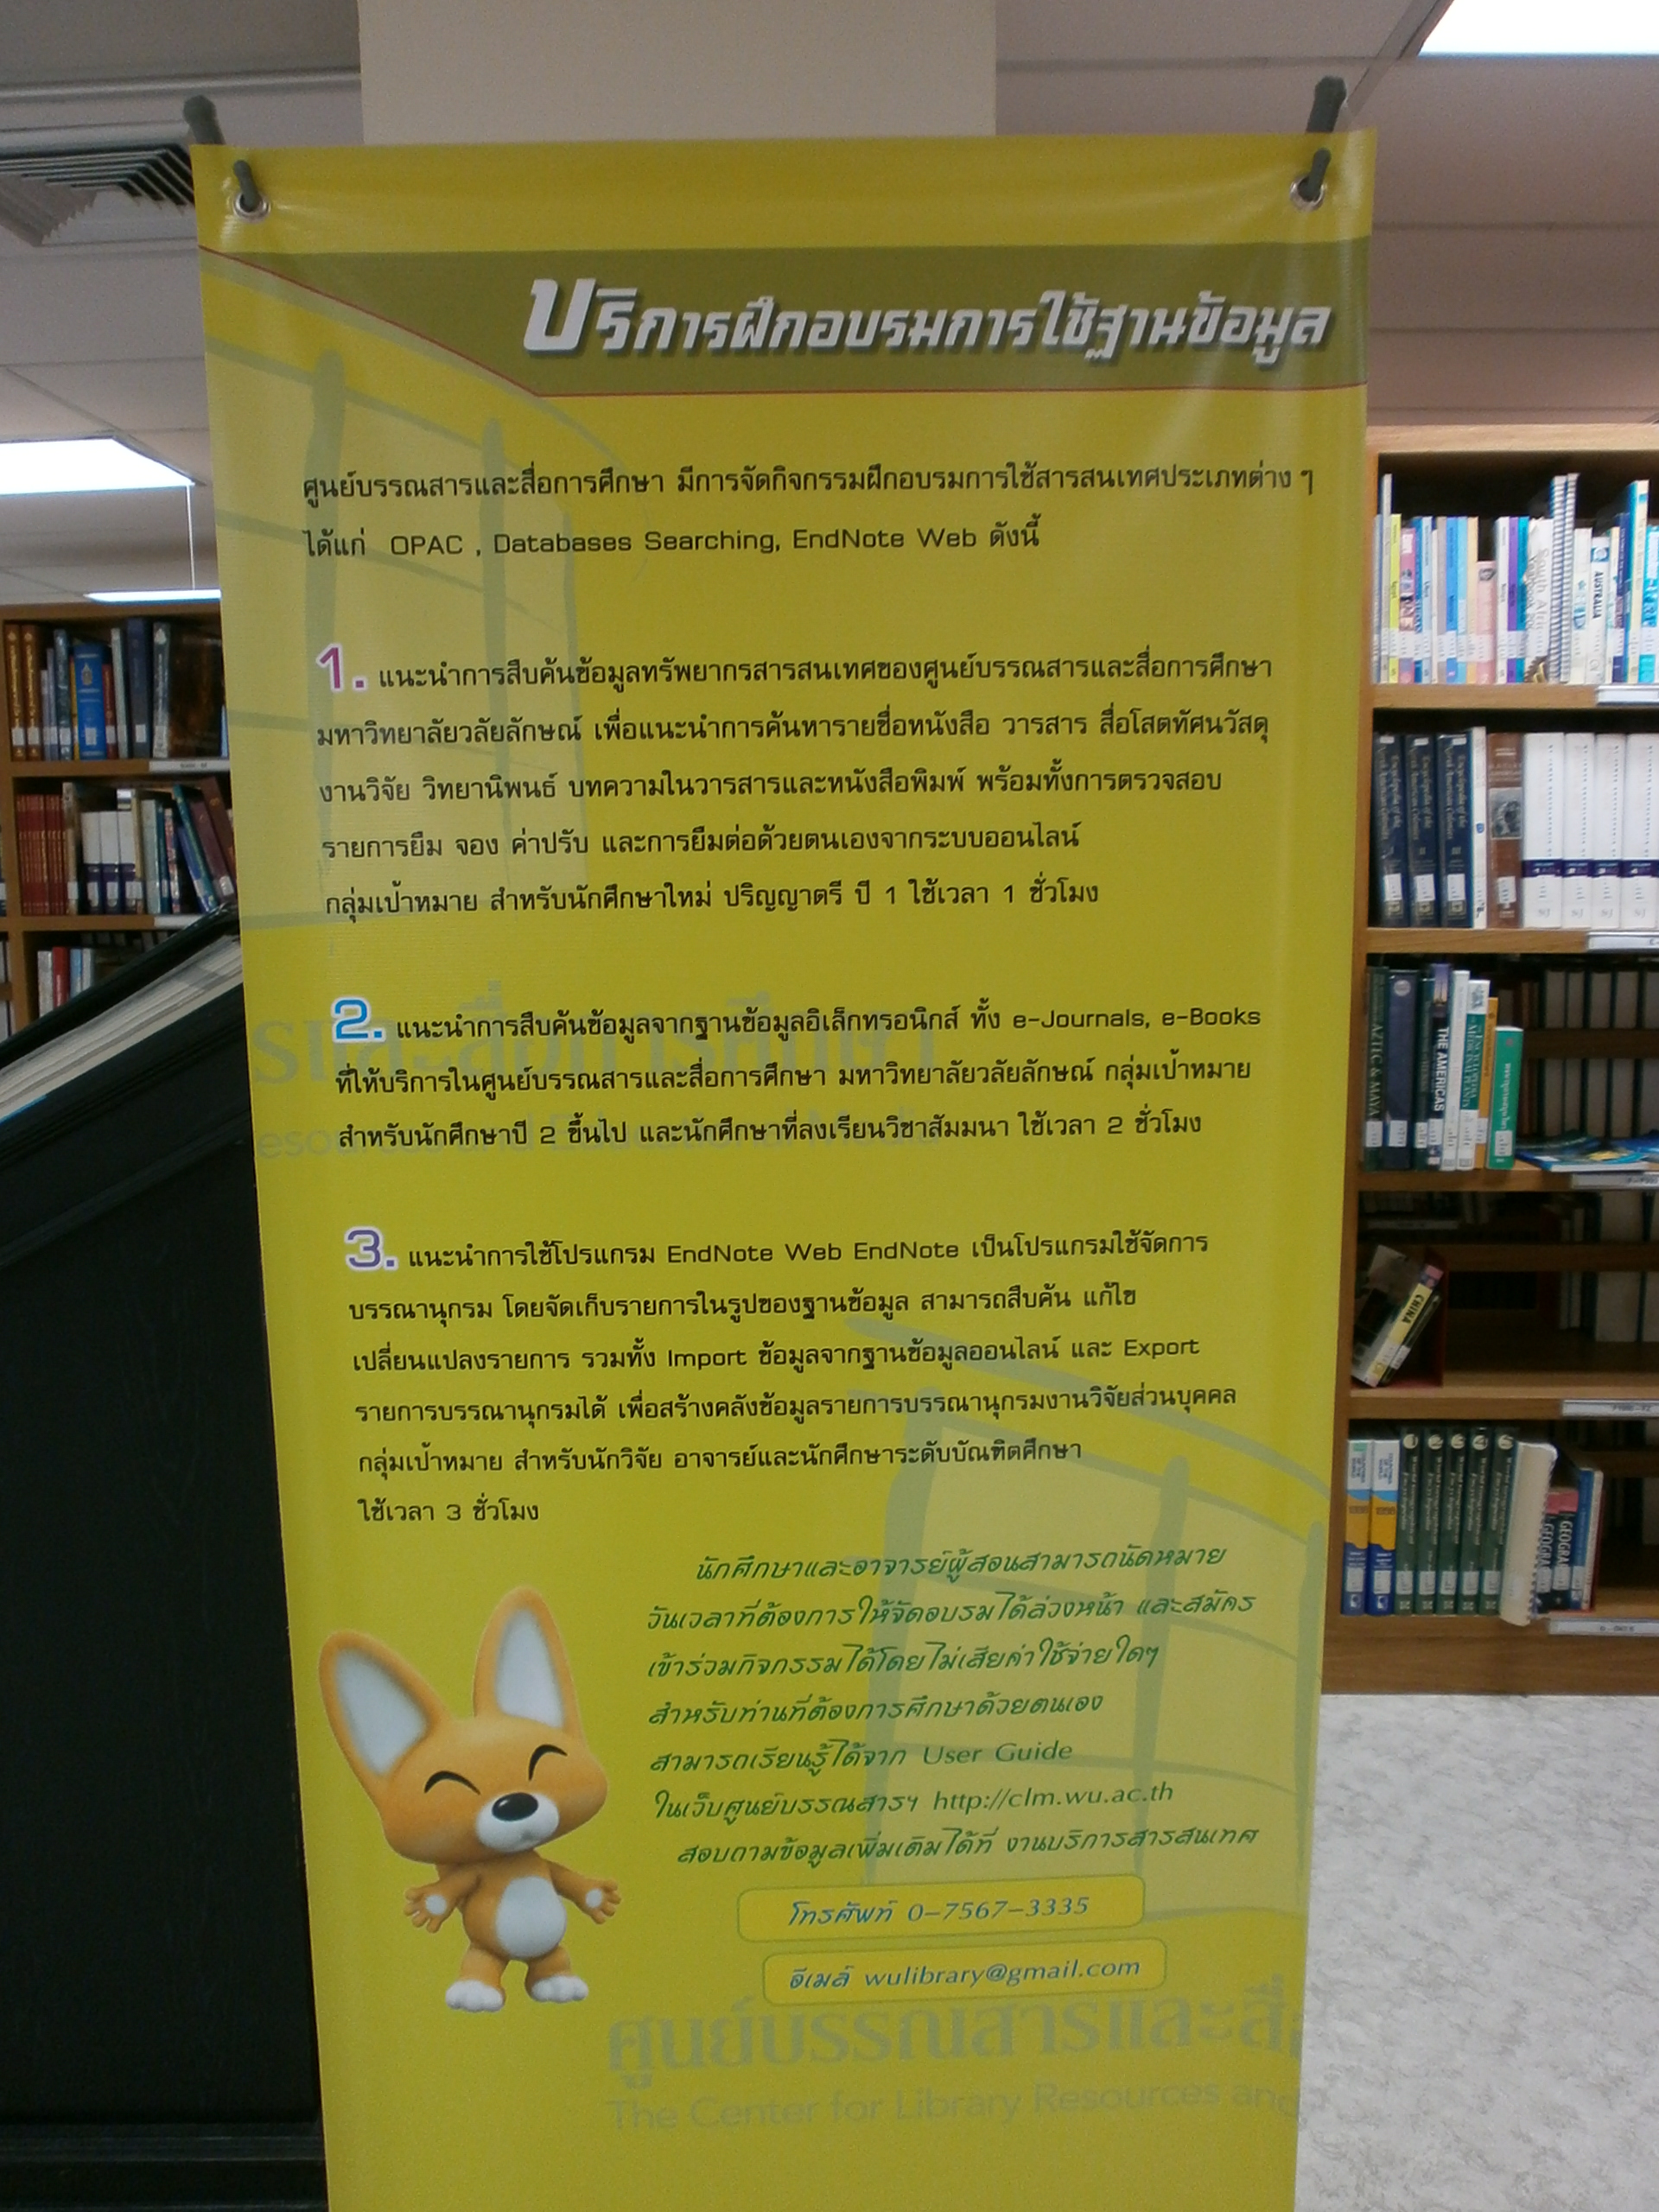 บริการฝึกอบรมการใช้ฐานข้อมูล
ศูนย์บรรณสารและสื่อการศึกษา มีการจัดกิจกรรมฝึกอบรมการใช้สารสนเทศประเภทต่าง ๆ
ได้แก่ OPAC , Databases Searching, EndNote Web ดังนี้
1. แนะนำการสืบค้นข้อมูลทรัพยากรสารสนเทศของศูนย์บรรณสารและสื่อการศึกษา
มหาวิทยาลัยวลัยลักษณ์ เพื่อแนะนำการค้นหารายชื่อหนังสือ วารสาร สื่อโสตทัศนวัสดุ
งานวิจัย วิทยานิพนธ์ บทความในวารสารและหนังสือพิมพ์ พร้อมทั้งการตรวจสอบ
รายการยืม จอง ค่าปรับ และการยืมต่อด้วยตนเองจากระบบออนไลน์
กลุ่มเป้าหมาย สำหรับนักศึกษาใหม่ ปริญญาตรี ปี 1 ใช้เวลา 1 ชั่วโมง
2. แนะนำการสืบค้นข้อมูลจากฐานข้อมูลอิเล็กทรอนิกส์ ทั้ง e-Journals, e-Books
ที่ให้บริการในศูนย์บรรณสารและสื่อการศึกษา มหาวิทยาลัยวลัยลักษณ์ กลุ่มเป้าหมาย
สำหรับนักศึกษาปี 2 ขึ้นไป และนักศึกษาที่ลงเรียนวิชาสัมมนา ใช้เวลา 2 ชั่วโมง
3. แนะนำการใช้โปรแกรม EndNote Web EndNote เป็นโปรแกรมใช้จัดการ
บรรณานุกรม โดยจัดเก็บรายการในรูปของฐานข้อมูล สามารถสืบค้น แก้ไข
เปลี่ยนแปลงรายการ รวมทั้ง Import ข้อมูลจากฐานข้อมูลออนไลน์ และ Export
รายการบรรณานุกรมได้ เพื่อสร้างคลังข้อมูลรายการบรรณานุกรมงานวิจัยส่วนบุคคล
กลุ่มเป้าหมาย สำหรับนักวิจัย อาจารย์และนักศึกษาระดับบัณฑิตศึกษา
ใช้เวลา 3 ชั่วโมง
นักศึกษาและอาจารย์ผู้สอนสามารถนัดหมาย
วันเวลาที่ต้องการให้จัดอบรมได้ล่วงหน้า และสมัคร
เข้าร่วมกิจกรรมได้โดยไม่เสียค่าใช้จ่ายใดๆ
สำหรับท่านที่ต้องการศึกษาด้วยตนเอง
สามารถเรียนรู้ได้จาก User Guide
ในเว็บศูนย์บรรณสารฯ http://clm.wu.ac.th
สอบถามข้อมูลเพิ่มเติมได้ที่ งานบริการสารสนเทศ
โทรศัพท์ 0-7567-3335
อีเมล์ wulibrary@gmail.com
ศูนย์บรรณสารและสื่
The Center for Library Resources and
AUSTRALIA
THE AMERICAS
AZTEC & MAYA
CHINA